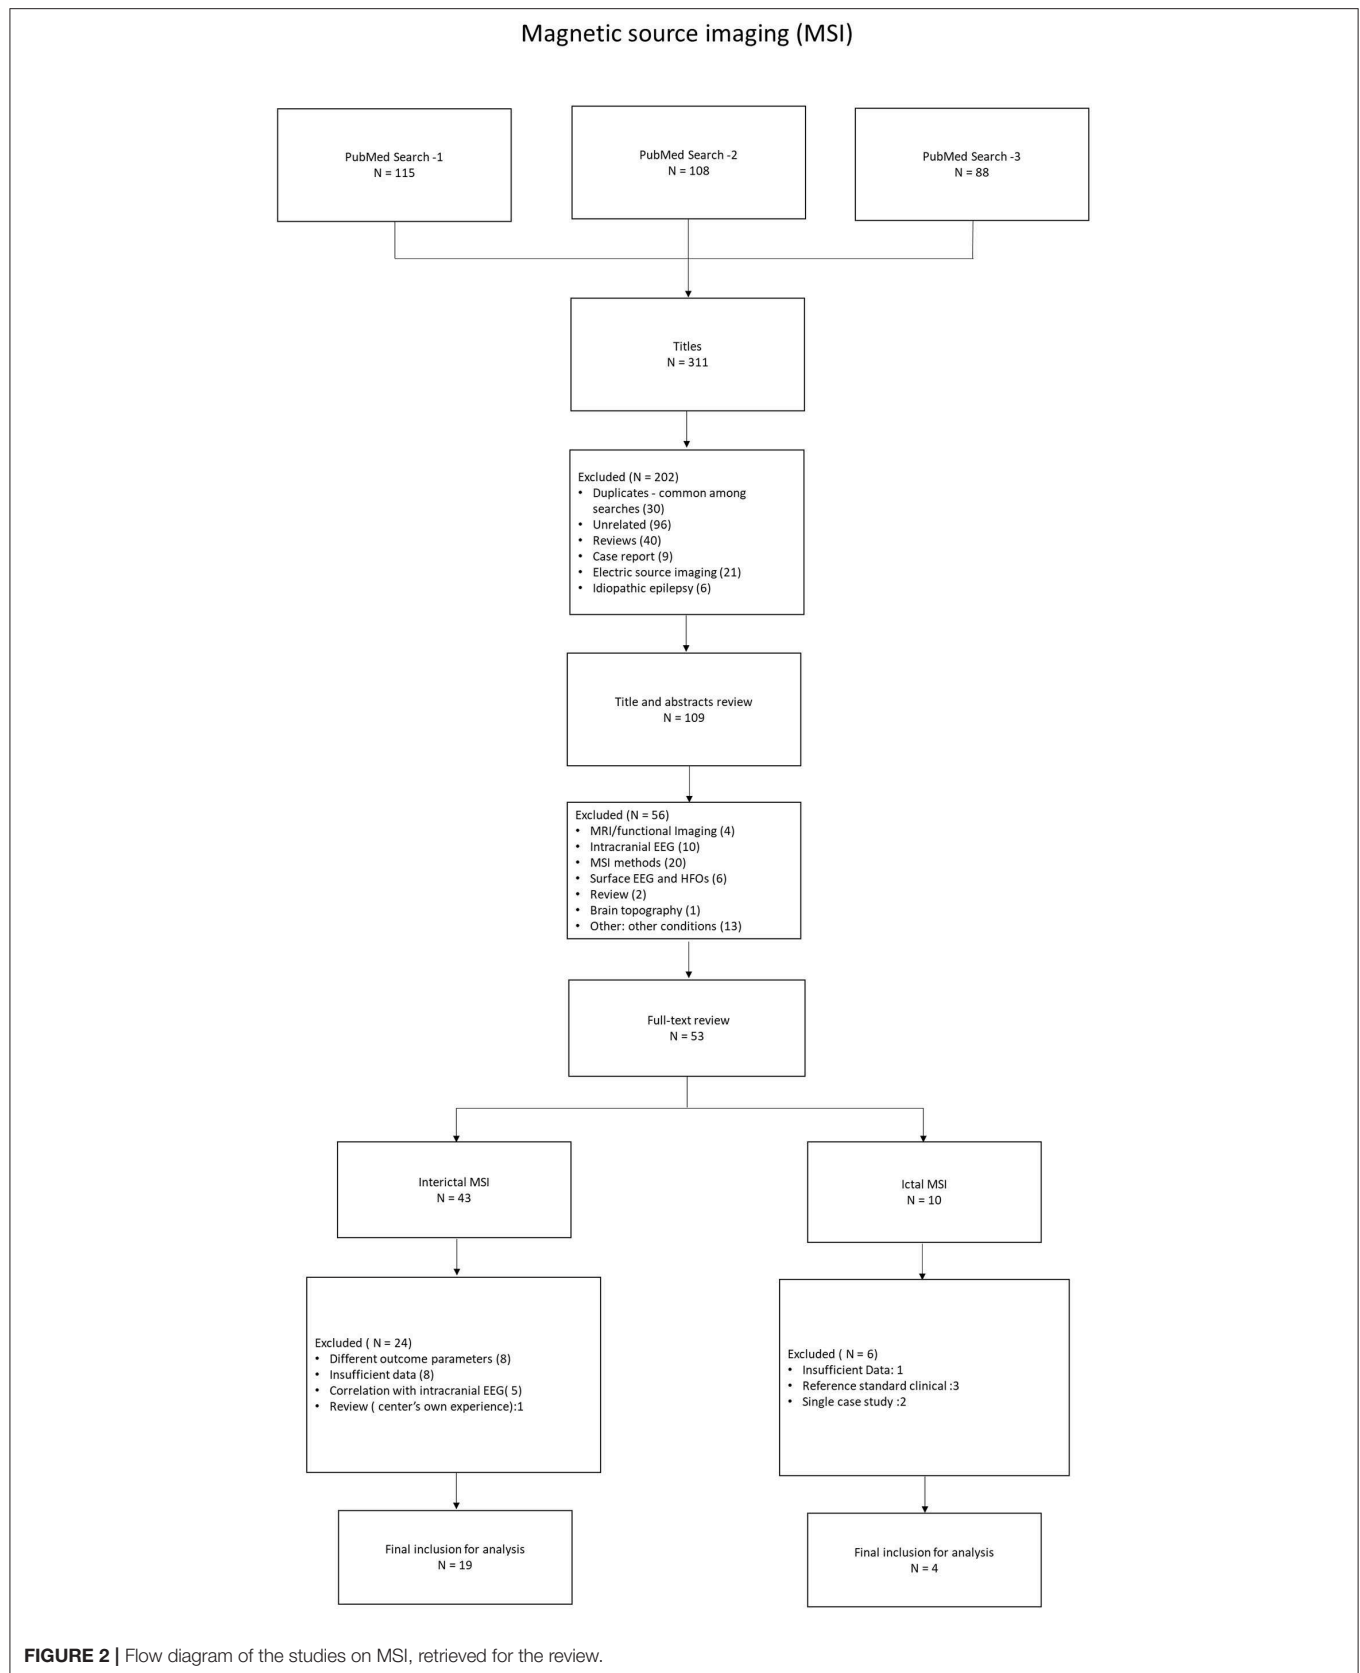 Magnetic source imaging (MSI)
PubMed Search -1
N = 115
PubMed Search -2
N = 108
PubMed Search -3
N = 88
Titles
N = 311
Excluded (N = 202)
• Duplicates - common among
searches (30)
• Unrelated (96)
• Reviews (40)
• Case report (9)
• Electric source imaging (21)
• Idiopathic epilepsy (6)
Title and abstracts review
N = 109
Excluded (N = 56)
• MRI/functional Imaging (4)
• Intracranial EEG (10)
• MSI methods (20)
• Surface EEG and HFOs (6)
• Review (2)
• Brain topography (1)
• Other: other conditions (13)
Full-text review
N = 53
Interictal MSI
N = 43
Ictal MSI
N = 10
Excluded ( N = 24)
• Different outcome parameters (8)
• Insufficient data (8)
• Correlation with intracranial EEG( 5)
• Review ( center’s own experience):1
Excluded ( N = 6)
• Insufficient Data: 1
• Reference standard clinical :3
• Single case study :2
Final inclusion for analysis
N = 19
Final inclusion for analysis
N = 4
FIGURE 2 | Flow diagram of the studies on MSI, retrieved for the review.